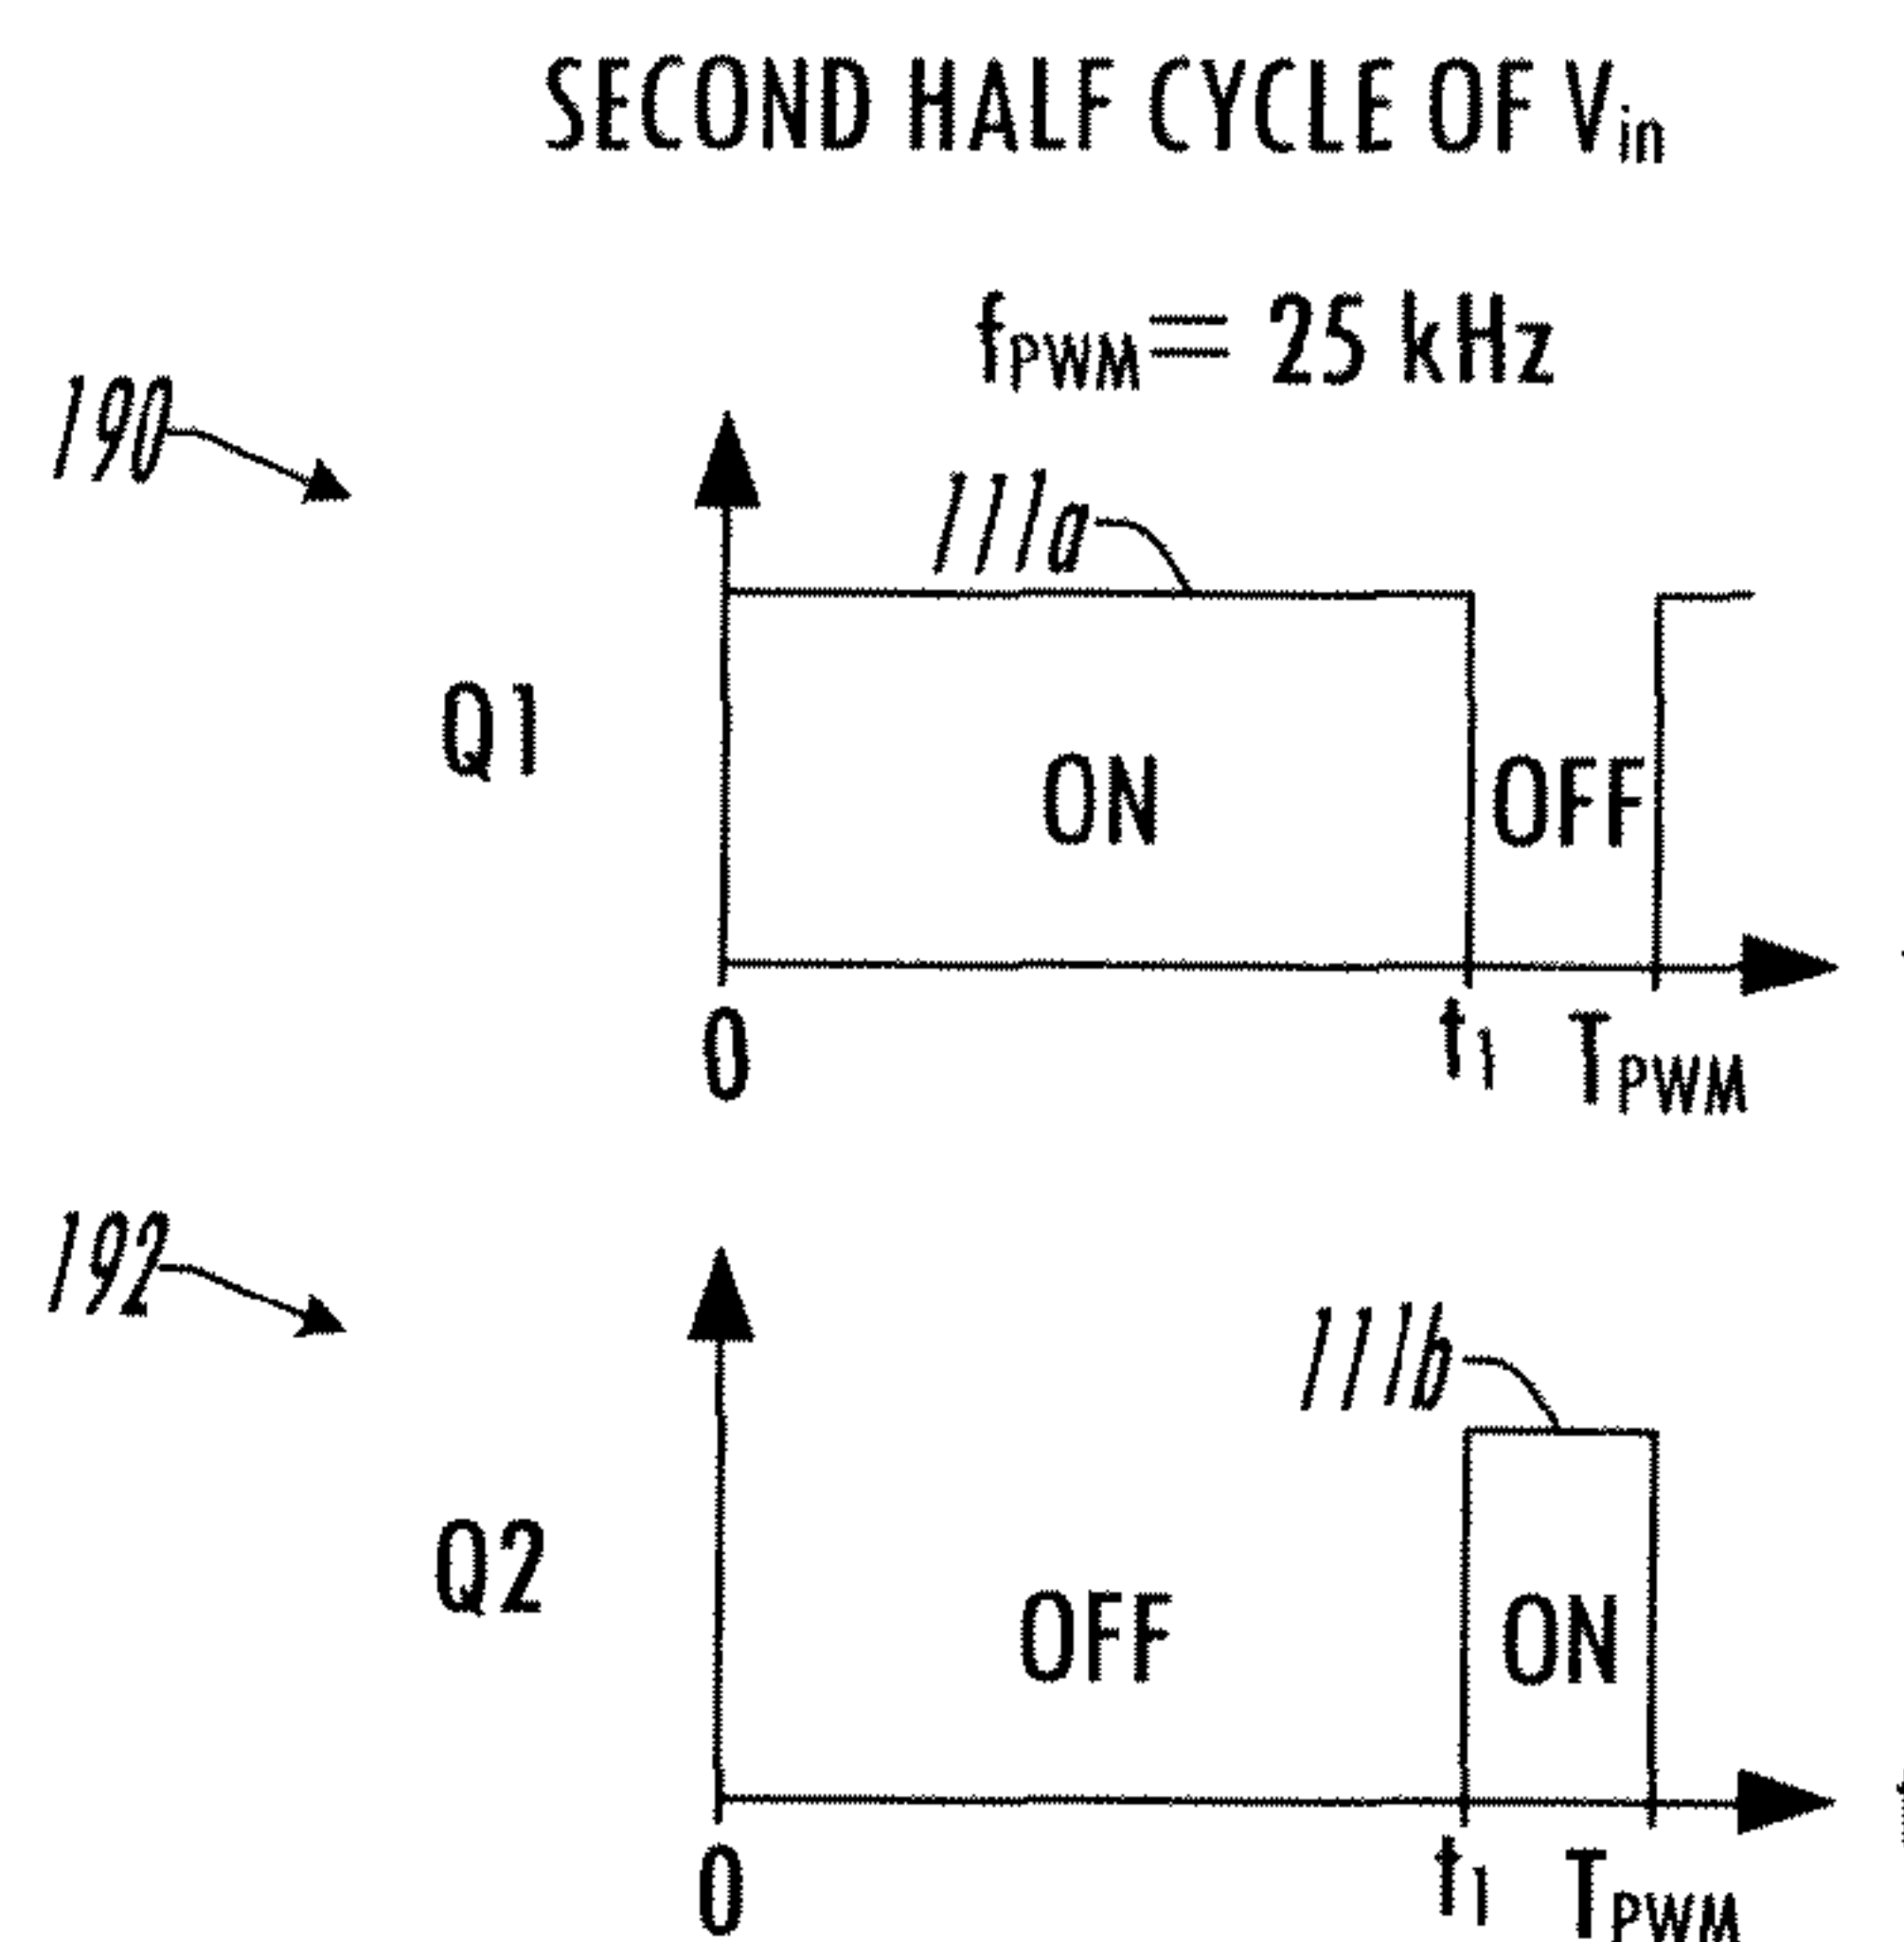 SECOND HALF CYCLE OF Vin
fPWM = 25 kHz
190
111a
Q1
ON
OFF
0
t1
TPWM
192
111b
Q2
OFF
ON
0
t1
TPWM